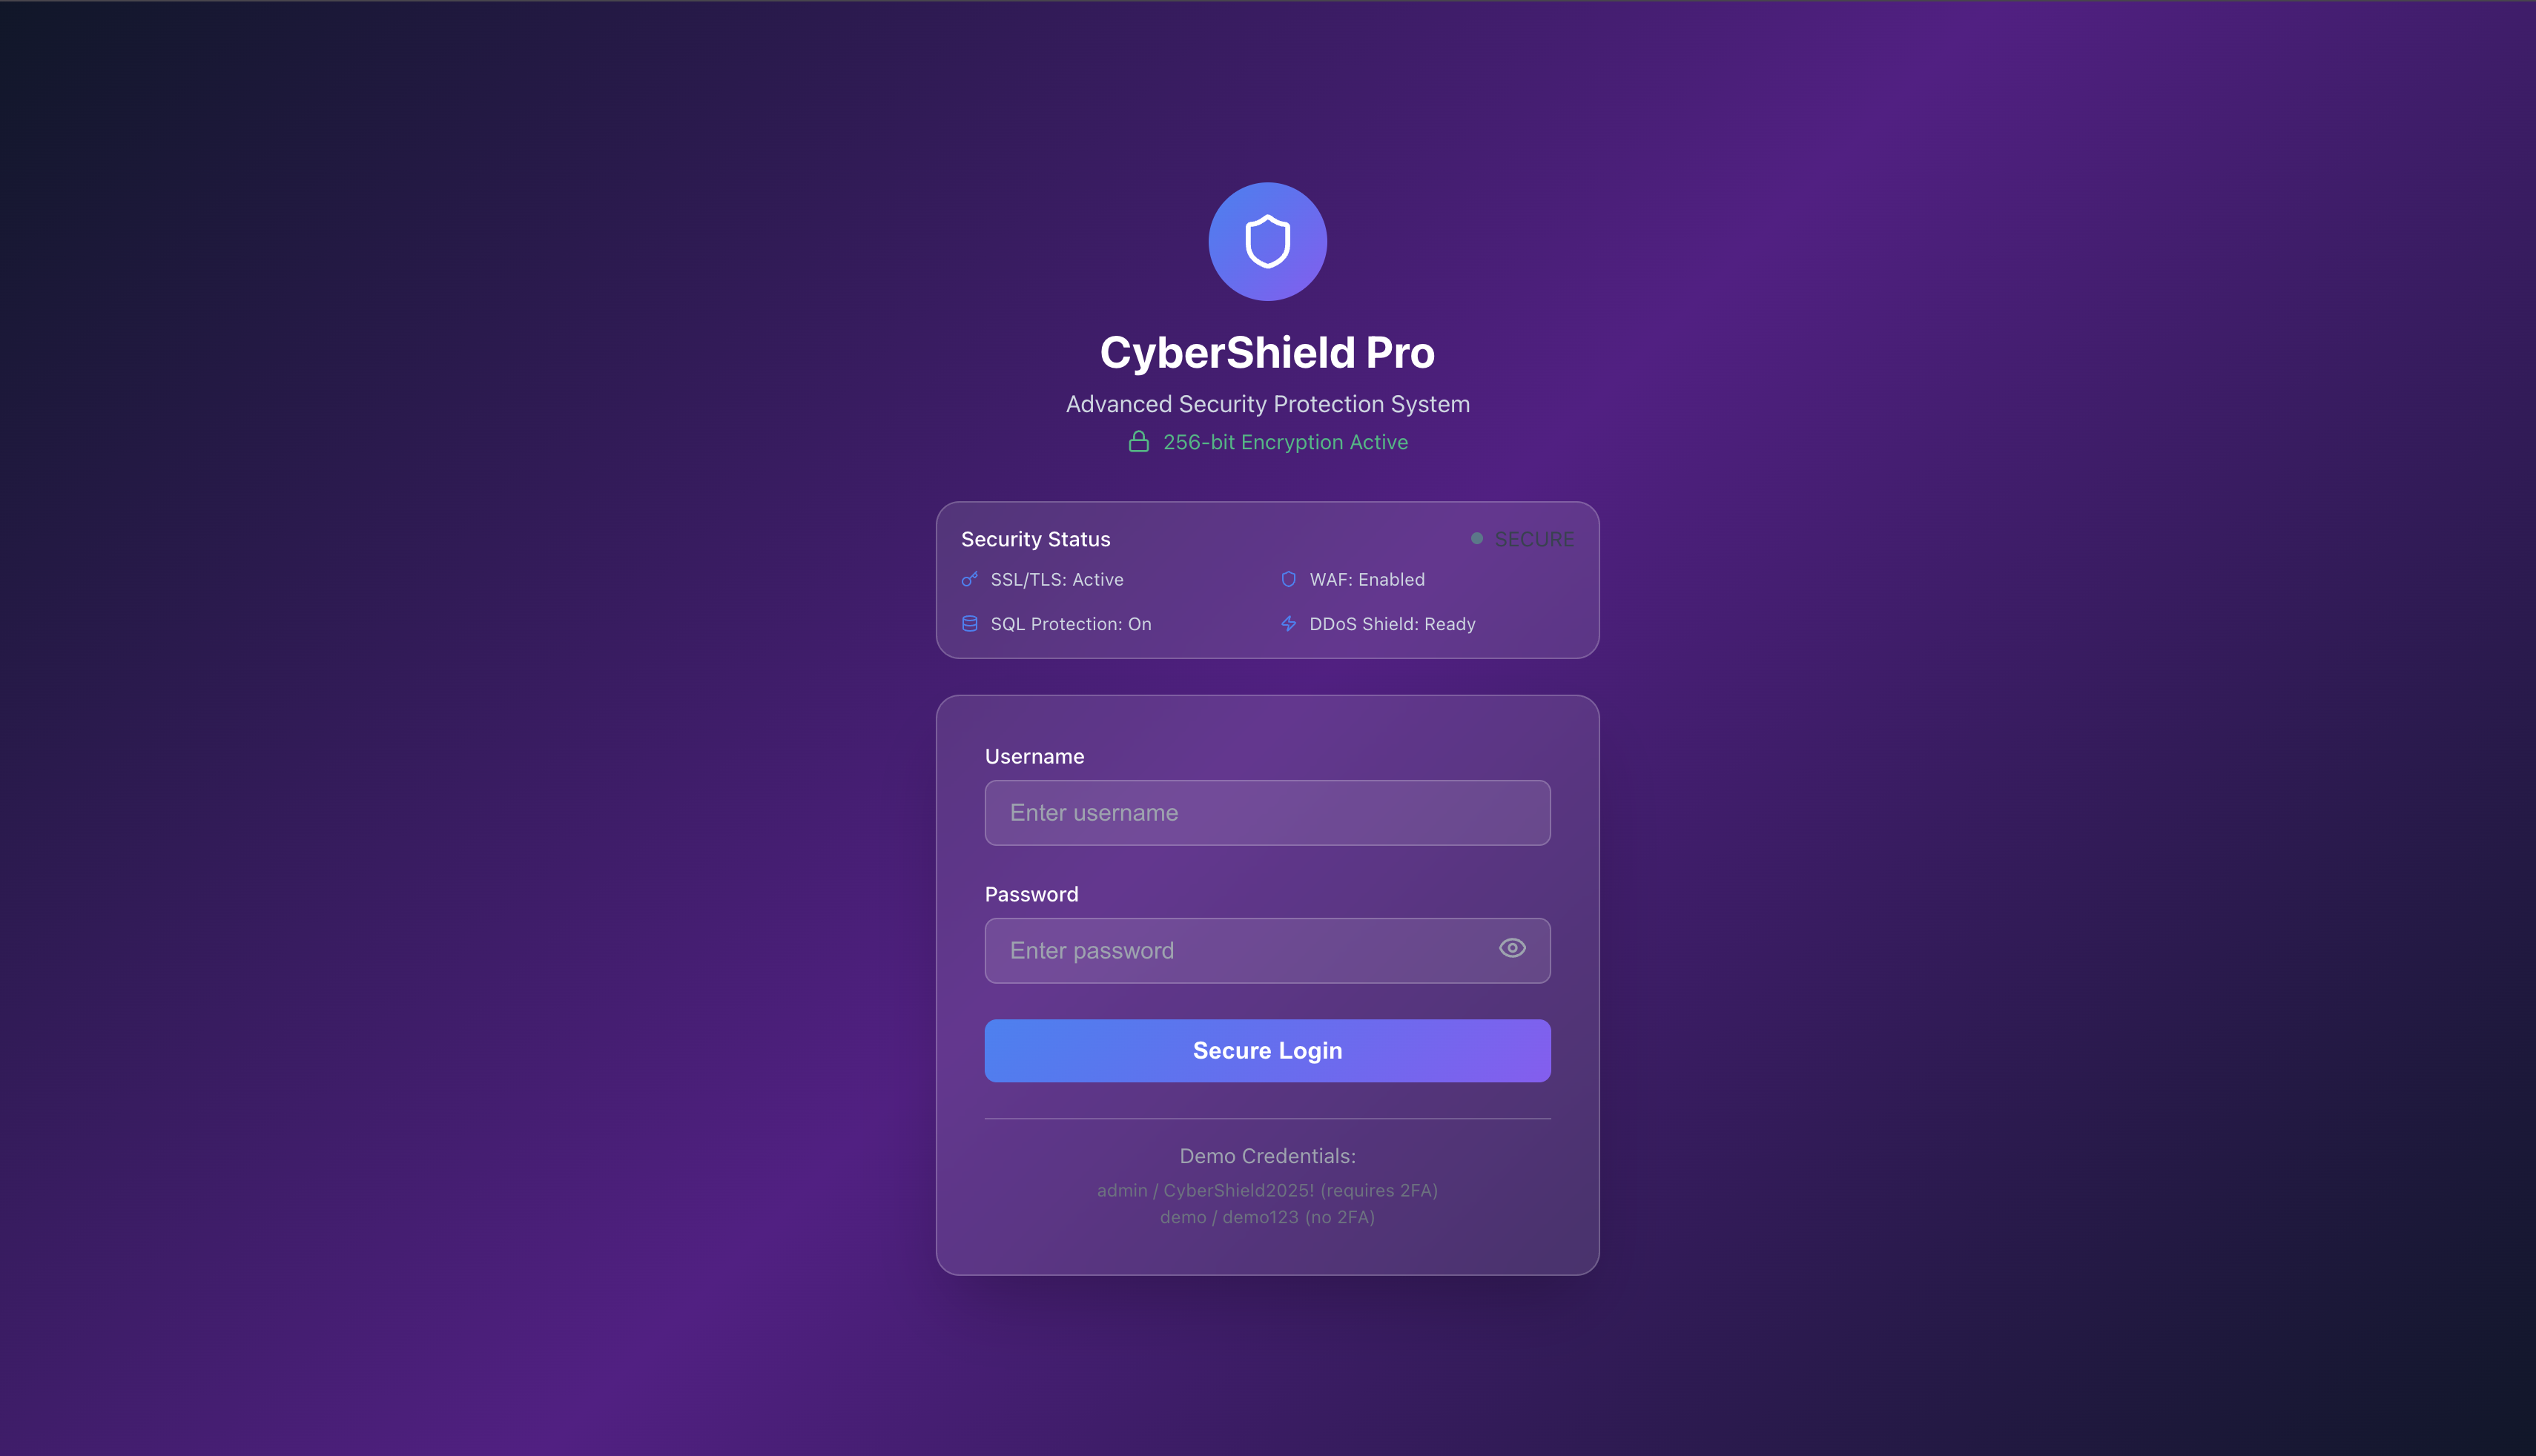 CyberShield Pro
Advanced Security Protection System
256-bit Encryption Active
Security Status
SECURE
SSL/TLS: Active
WAF: Enabled
SQL Protection: On
DDoS Shield: Ready
Username
Enter username
Password
Enter password
Secure Login
Demo Credentials:
admin / CyberShield2025! (requires 2FA)
demo / demo123 (no 2FA)